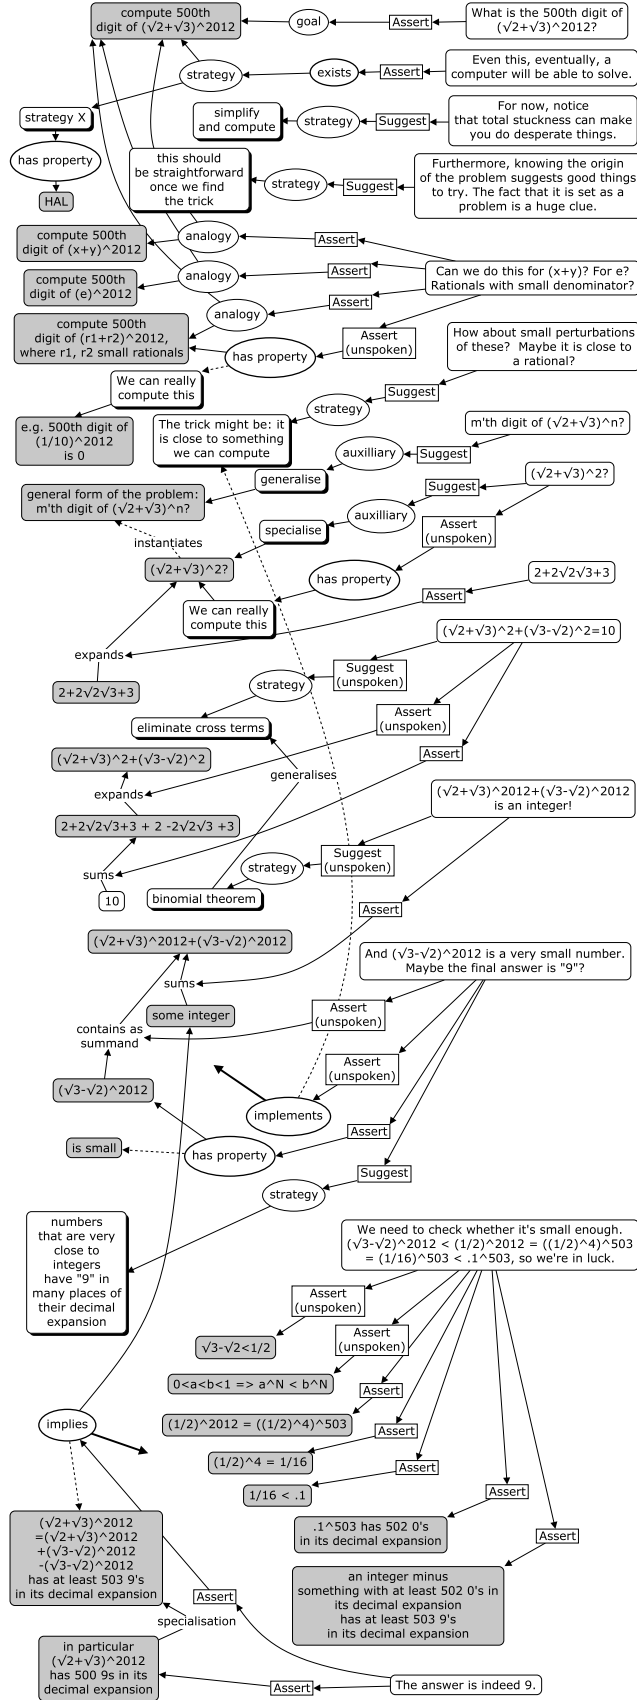 compute 500th
digit of (√2+√3)^2012
goal
Assert
What is the 500th digit of
(√2+√3)^2012?
strategy
exists
Assert
Even this, eventually, a
computer will be able to solve.
strategy X
simplify
and compute
strategy
Suggest
For now, notice
that total stuckness can make
you do desperate things.
has property
HAL
this should
be straightforward
once we find
the trick
strategy
Suggest
Furthermore, knowing the origin
of the problem suggests good things
to try. The fact that it is set as a
problem is a huge clue.
compute 500th
digit of (x+y)^2012
analogy
Assert
compute 500th
digit of (e)^2012
analogy
Assert
Can we do this for (x+y)? For e?
Rationals with small denominator?
analogy
Assert
compute 500th
digit of (r1+r2)^2012,
where r1, r2 small rationals
has property
Assert
(unspoken)
How about small perturbations
of these?  Maybe it is close to
a rational?
We can really
compute this
Suggest
strategy
e.g. 500th digit of
(1/10)^2012
is 0
The trick might be: it
is close to something
we can compute
m'th digit of (√2+√3)^n?
auxilliary
Suggest
generalise
(√2+√3)^2?
Suggest
general form of the problem:
m'th digit of (√2+√3)^n?
auxilliary
specialise
Assert
(unspoken)
instantiates
(√2+√3)^2?
has property
2+2√2√3+3
Assert
We can really
compute this
(√2+√3)^2+(√3-√2)^2=10
expands
2+2√2√3+3
Suggest
(unspoken)
strategy
eliminate cross terms
Assert
(unspoken)
Assert
(√2+√3)^2+(√3-√2)^2
generalises
expands
(√2+√3)^2012+(√3-√2)^2012
is an integer!
2+2√2√3+3 + 2 -2√2√3 +3
Suggest
(unspoken)
strategy
sums
10
binomial theorem
Assert
(√2+√3)^2012+(√3-√2)^2012
And (√3-√2)^2012 is a very small number.
Maybe the final answer is "9"?
sums
some integer
Assert
(unspoken)
contains as
summand
Assert
(unspoken)
(√3-√2)^2012
implements
Assert
is small
has property
Suggest
strategy
numbers
that are very
close to
integers
have "9" in
many places of
their decimal
expansion
We need to check whether it's small enough.
(√3-√2)^2012 < (1/2)^2012 = ((1/2)^4)^503
= (1/16)^503 < .1^503, so we're in luck.
Assert
(unspoken)
√3-√2<1/2
Assert
(unspoken)
0<a<b<1 => a^N < b^N
Assert
(1/2)^2012 = ((1/2)^4)^503
implies
Assert
(1/2)^4 = 1/16
Assert
1/16 < .1
Assert
.1^503 has 502 0's
in its decimal expansion
Assert
(√2+√3)^2012
=(√2+√3)^2012
+(√3-√2)^2012
-(√3-√2)^2012
has at least 503 9's
in its decimal expansion
an integer minus
something with at least 502 0's in
its decimal expansion
has at least 503 9's
in its decimal expansion
Assert
specialisation
in particular
(√2+√3)^2012
has 500 9s in its
decimal expansion
Assert
The answer is indeed 9.